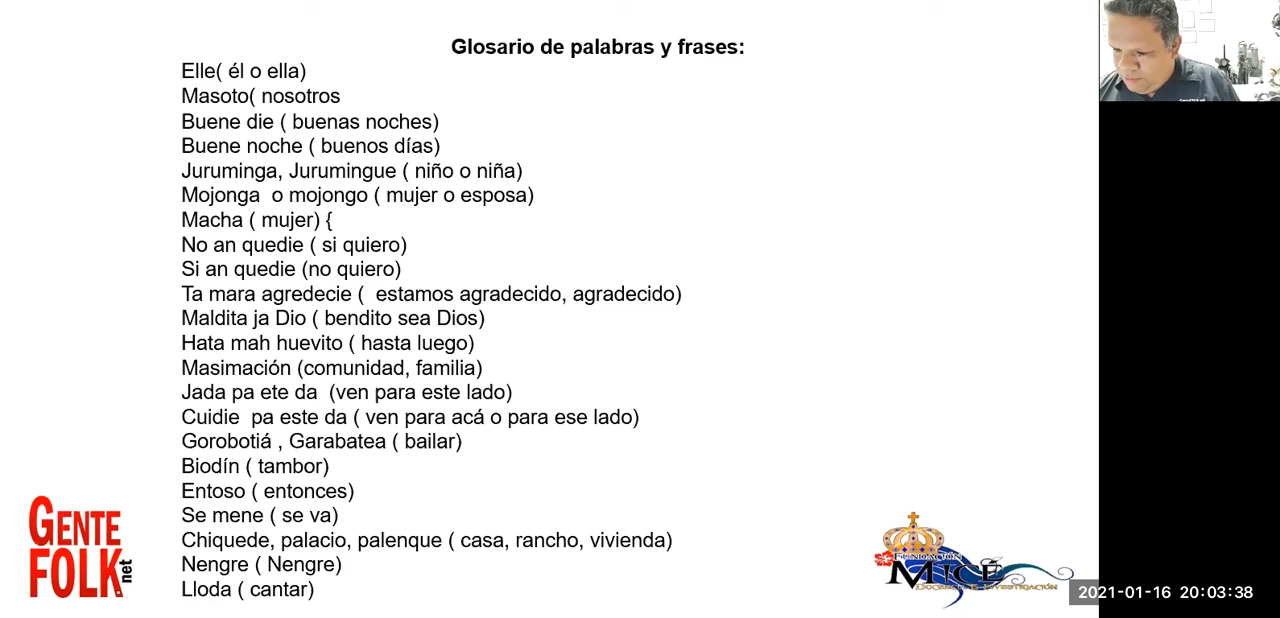 Glosario de palabras y frases:
Elle( él o ella)
Masoto( nosotros
Buene die ( buenas noches)
Buene noche ( buenos días)
Juruminga, Jurumingue ( niño o niña)
Mojonga  o mojongo ( mujer o esposa)
Macha ( mujer) {
No an quedie ( si quiero)
Si an quedie (no quiero)
Ta mara agredecie (  estamos agradecido, agradecido)
Maldita ja Dio ( bendito sea Dios)
Hata mah huevito ( hasta luego)
Masimación (comunidad, familia)
Jada pa ete da  (ven para este lado)
Cuidie  pa este da ( ven para acá o para ese lado)
Gorobotiá , Garabatea ( bailar)
Biodín ( tambor)
Entoso ( entonces)
Se mene ( se va)
Chiquede, palacio, palenque ( casa, rancho, vivienda)
Nengre ( Nengre)
Lloda ( cantar)
GENTE
FOLK.net
FUNDACIÓN
MICÉ
DOCENCIA E INVESTIGACIÓN
2021-01-16 20:03:38